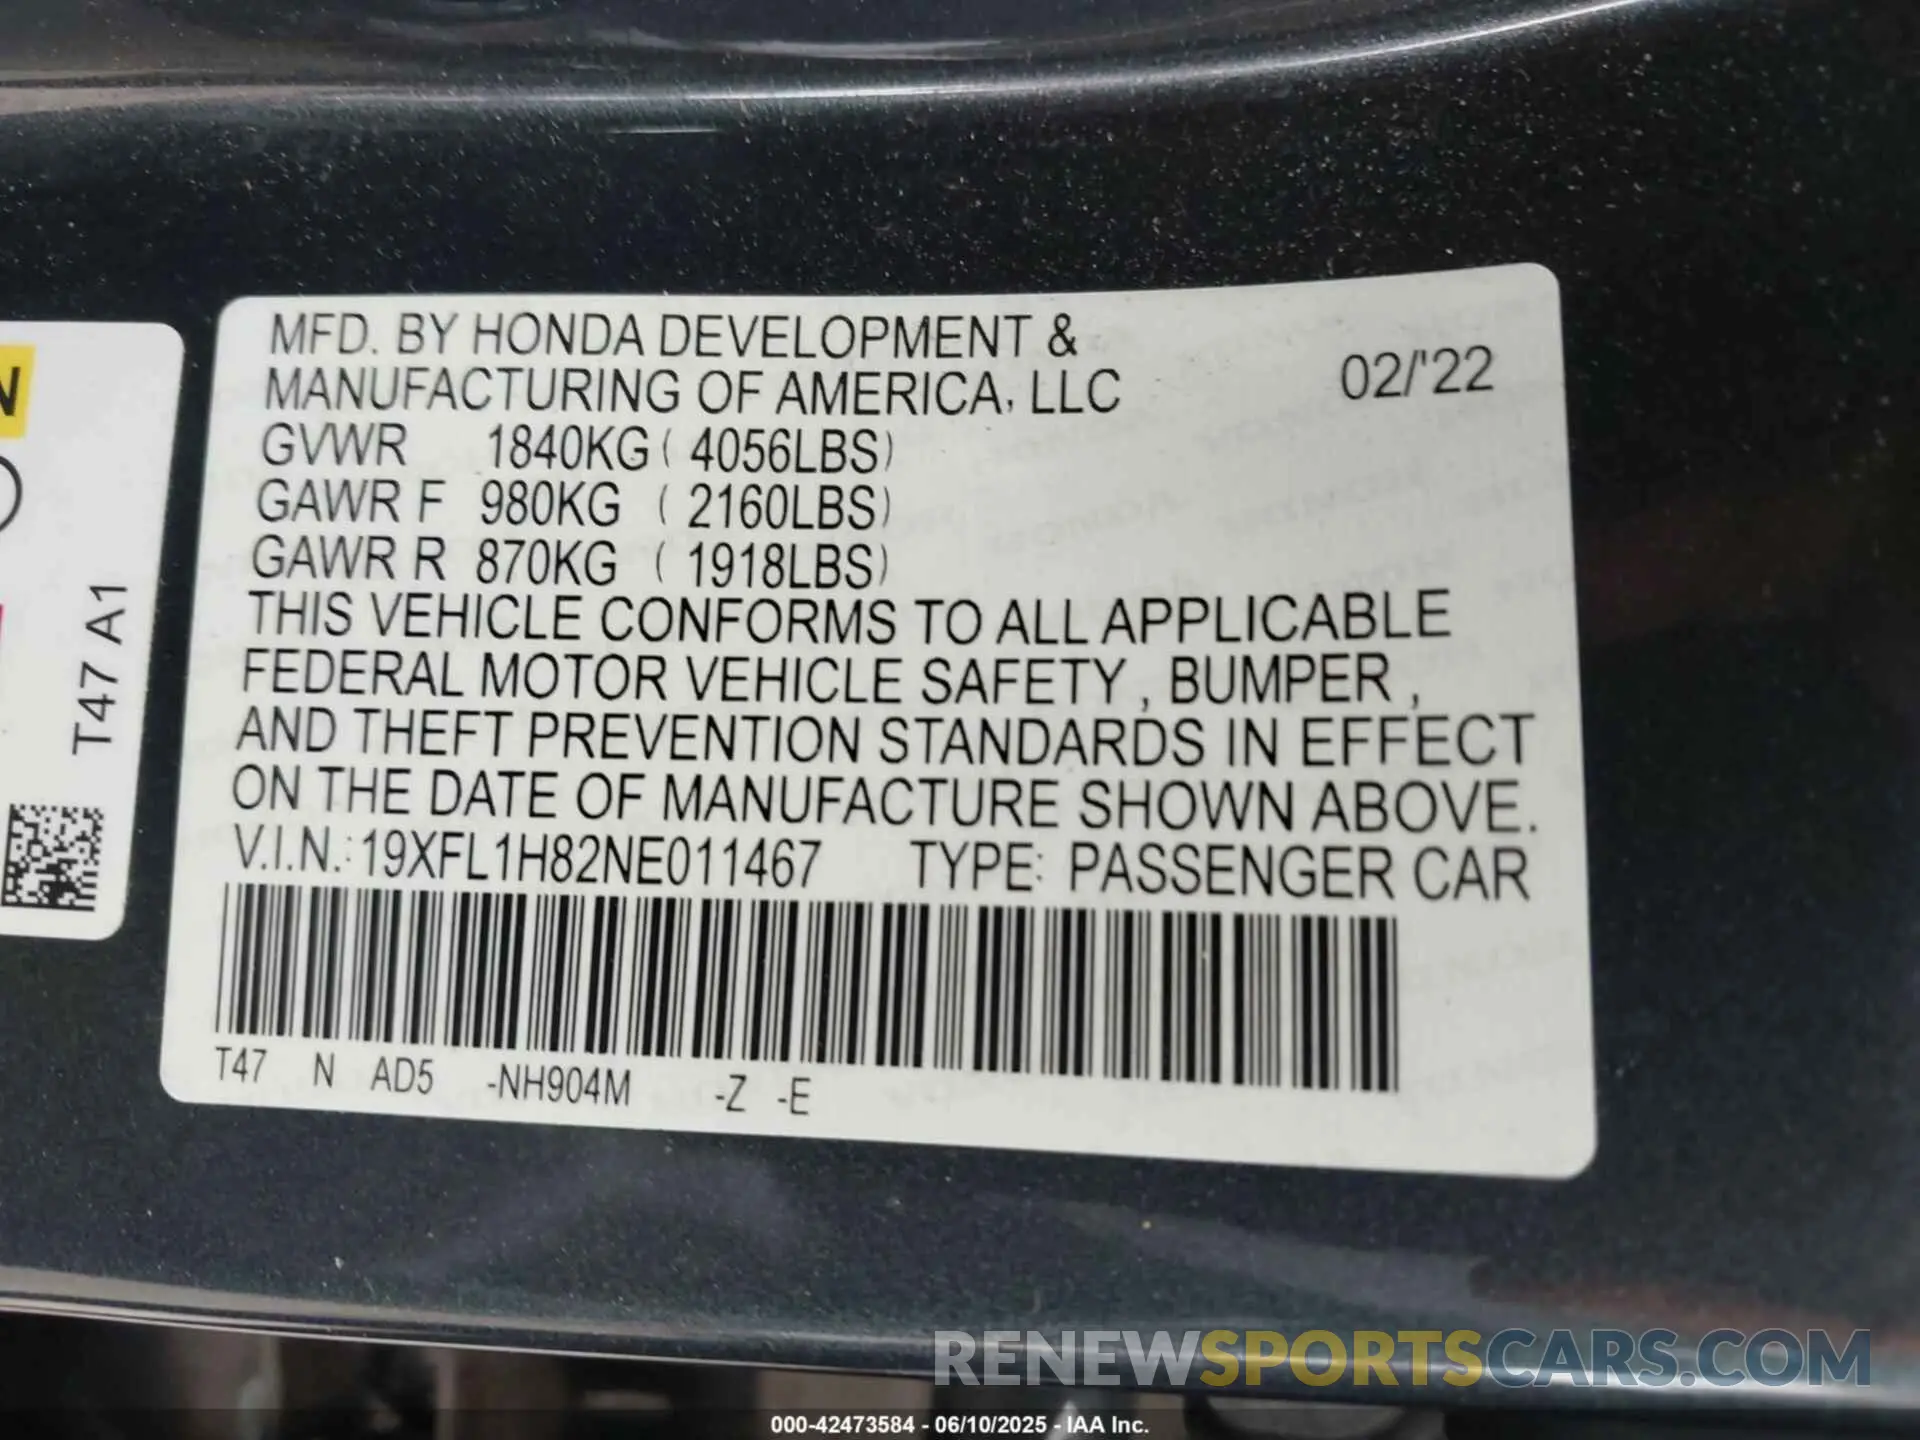 MFD. BY HONDA DEVELOPMENT &
MANUFACTURING OF AMERICA, LLC 02/'22
GVWR 1840KG ( 4056LBS)
GAWR F 980KG ( 2160LBS)
GAWR R 870KG ( 1918LBS)
THIS VEHICLE CONFORMS TO ALL APPLICABLE
FEDERAL MOTOR VEHICLE SAFETY , BUMPER ,
AND THEFT PREVENTION STANDARDS IN EFFECT
ON THE DATE OF MANUFACTURE SHOWN ABOVE.
V.I.N.: 19XFL1H82NE011467 TYPE: PASSENGER CAR
T47 N AD5 -NH904M -Z -E
N
T47 A1
RENEWSPORTSCARS.COM
000-42473584 - 06/10/2025 - IAA Inc.